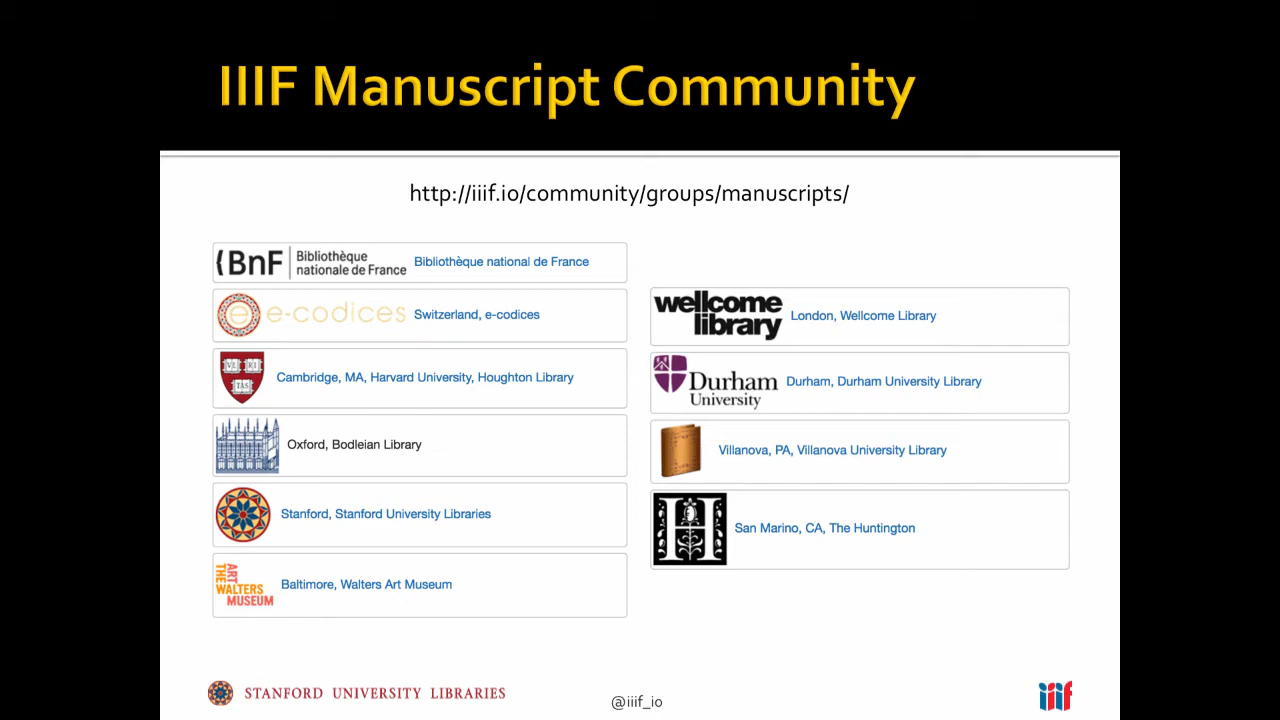 IIIF Manuscript Community
http://iiif.io/community/groups/manuscripts/
(BnF
Bibliothèque
nationale de France
Bibliothèque national de France
e e-codices
Switzerland, e-codices
VE RI
TAS
Cambridge, MA, Harvard University, Houghton Library
Oxford, Bodleian Library
Stanford, Stanford University Libraries
ART
THE
WALTERS
MUSEUM
Baltimore, Walters Art Museum
wellcome
library
London, Wellcome Library
Durham
University
Durham, Durham University Library
Villanova, PA, Villanova University Library
H
San Marino, CA, The Huntington
STANFORD UNIVERSITY LIBRARIES
@iiif_io
iiif